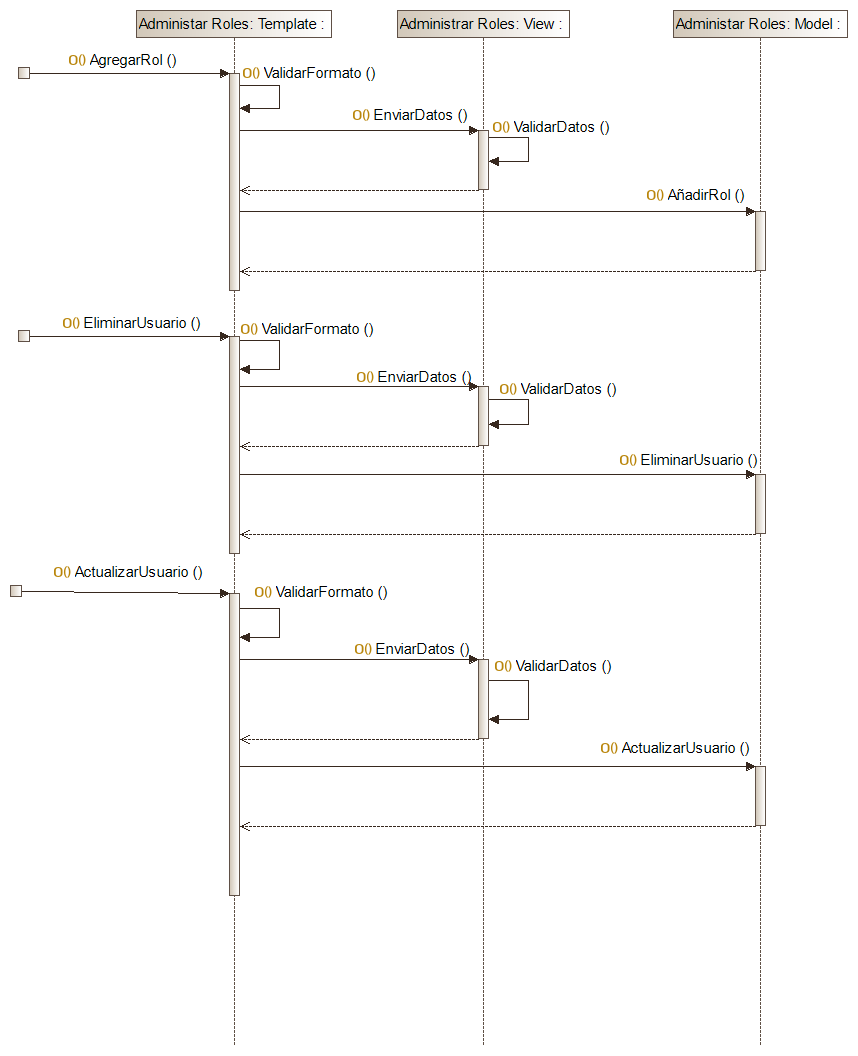 Administar Roles: Template :
Administrar Roles: View :
Administar Roles: Model :
O() AgregarRol ()
O() ValidarFormato ()
O() EnviarDatos ()
O() ValidarDatos ()
O() AñadirRol ()
O() EliminarUsuario ()
O() ValidarFormato ()
O() EnviarDatos ()
O() ValidarDatos ()
O() EliminarUsuario ()
O() ActualizarUsuario ()
O() ValidarFormato ()
O() EnviarDatos ()
O() ValidarDatos ()
O() ActualizarUsuario ()